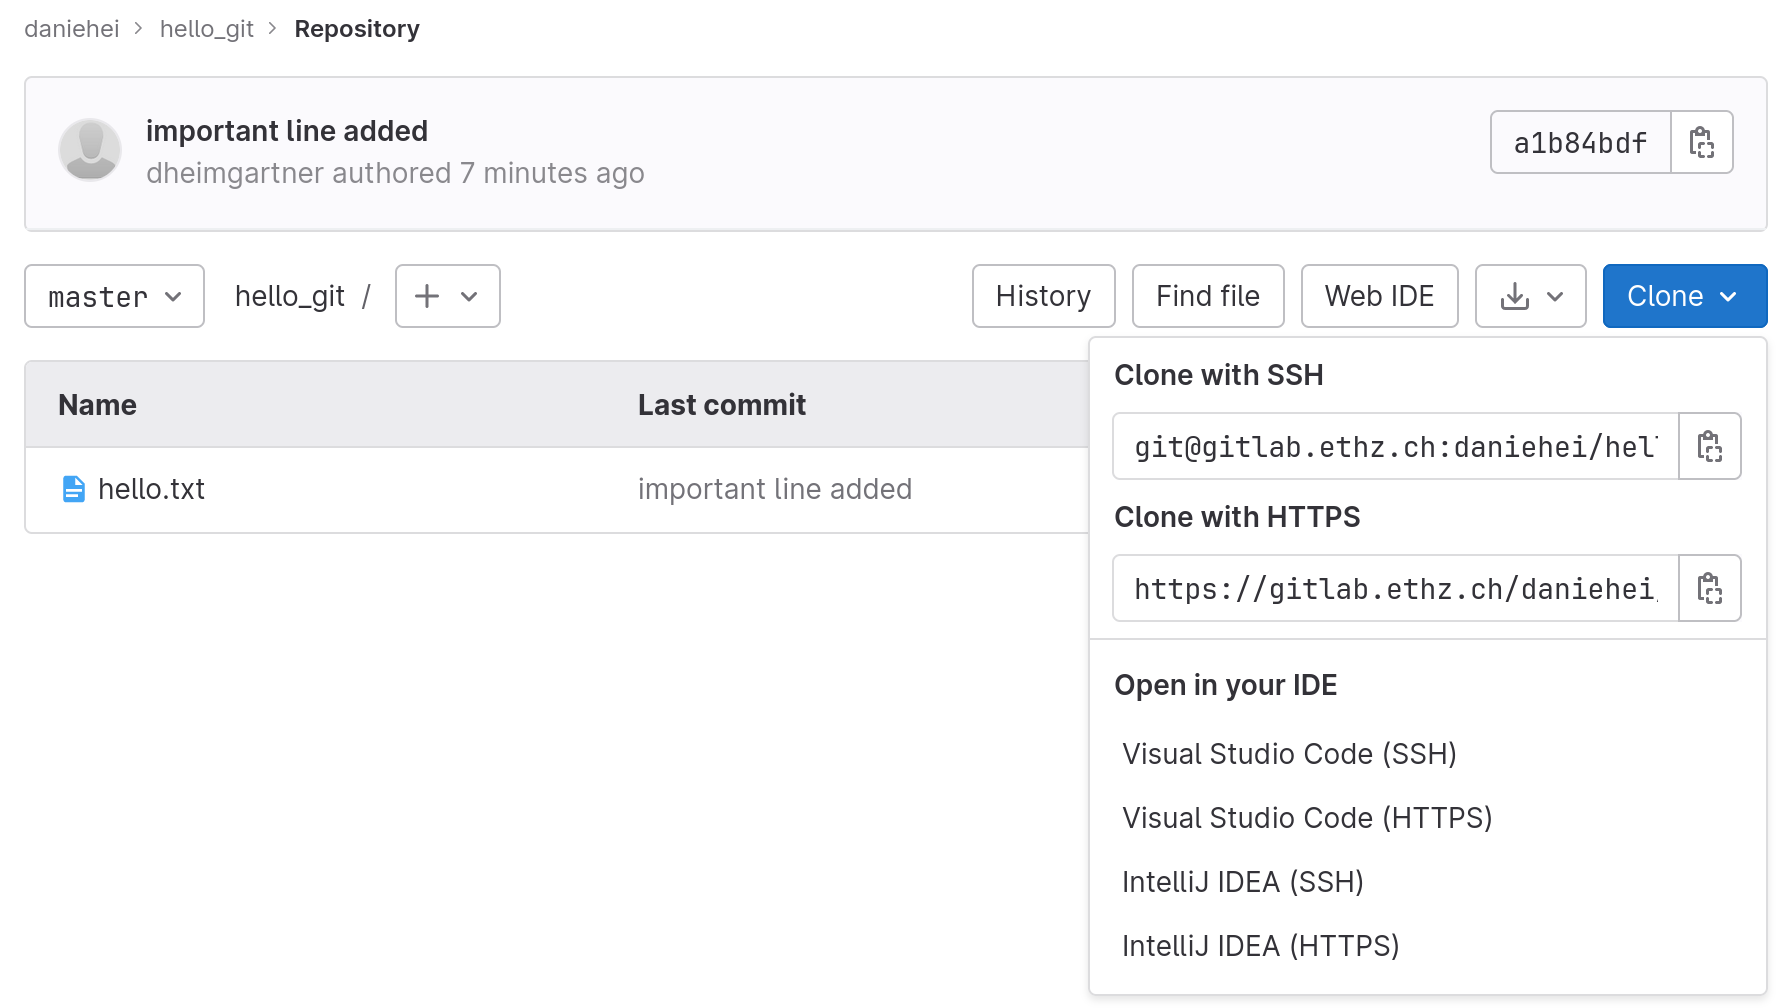 daniehei > hello_git > Repository
important line added
dheimgartner authored 7 minutes ago
a1b84bdf
master
hello_git /
History
Find file
Web IDE
Clone
Name
Last commit
hello.txt
important line added
Clone with SSH
git@gitlab.ethz.ch:daniehei/hel
Clone with HTTPS
https://gitlab.ethz.ch/daniehei
Open in your IDE
Visual Studio Code (SSH)
Visual Studio Code (HTTPS)
IntelliJ IDEA (SSH)
IntelliJ IDEA (HTTPS)